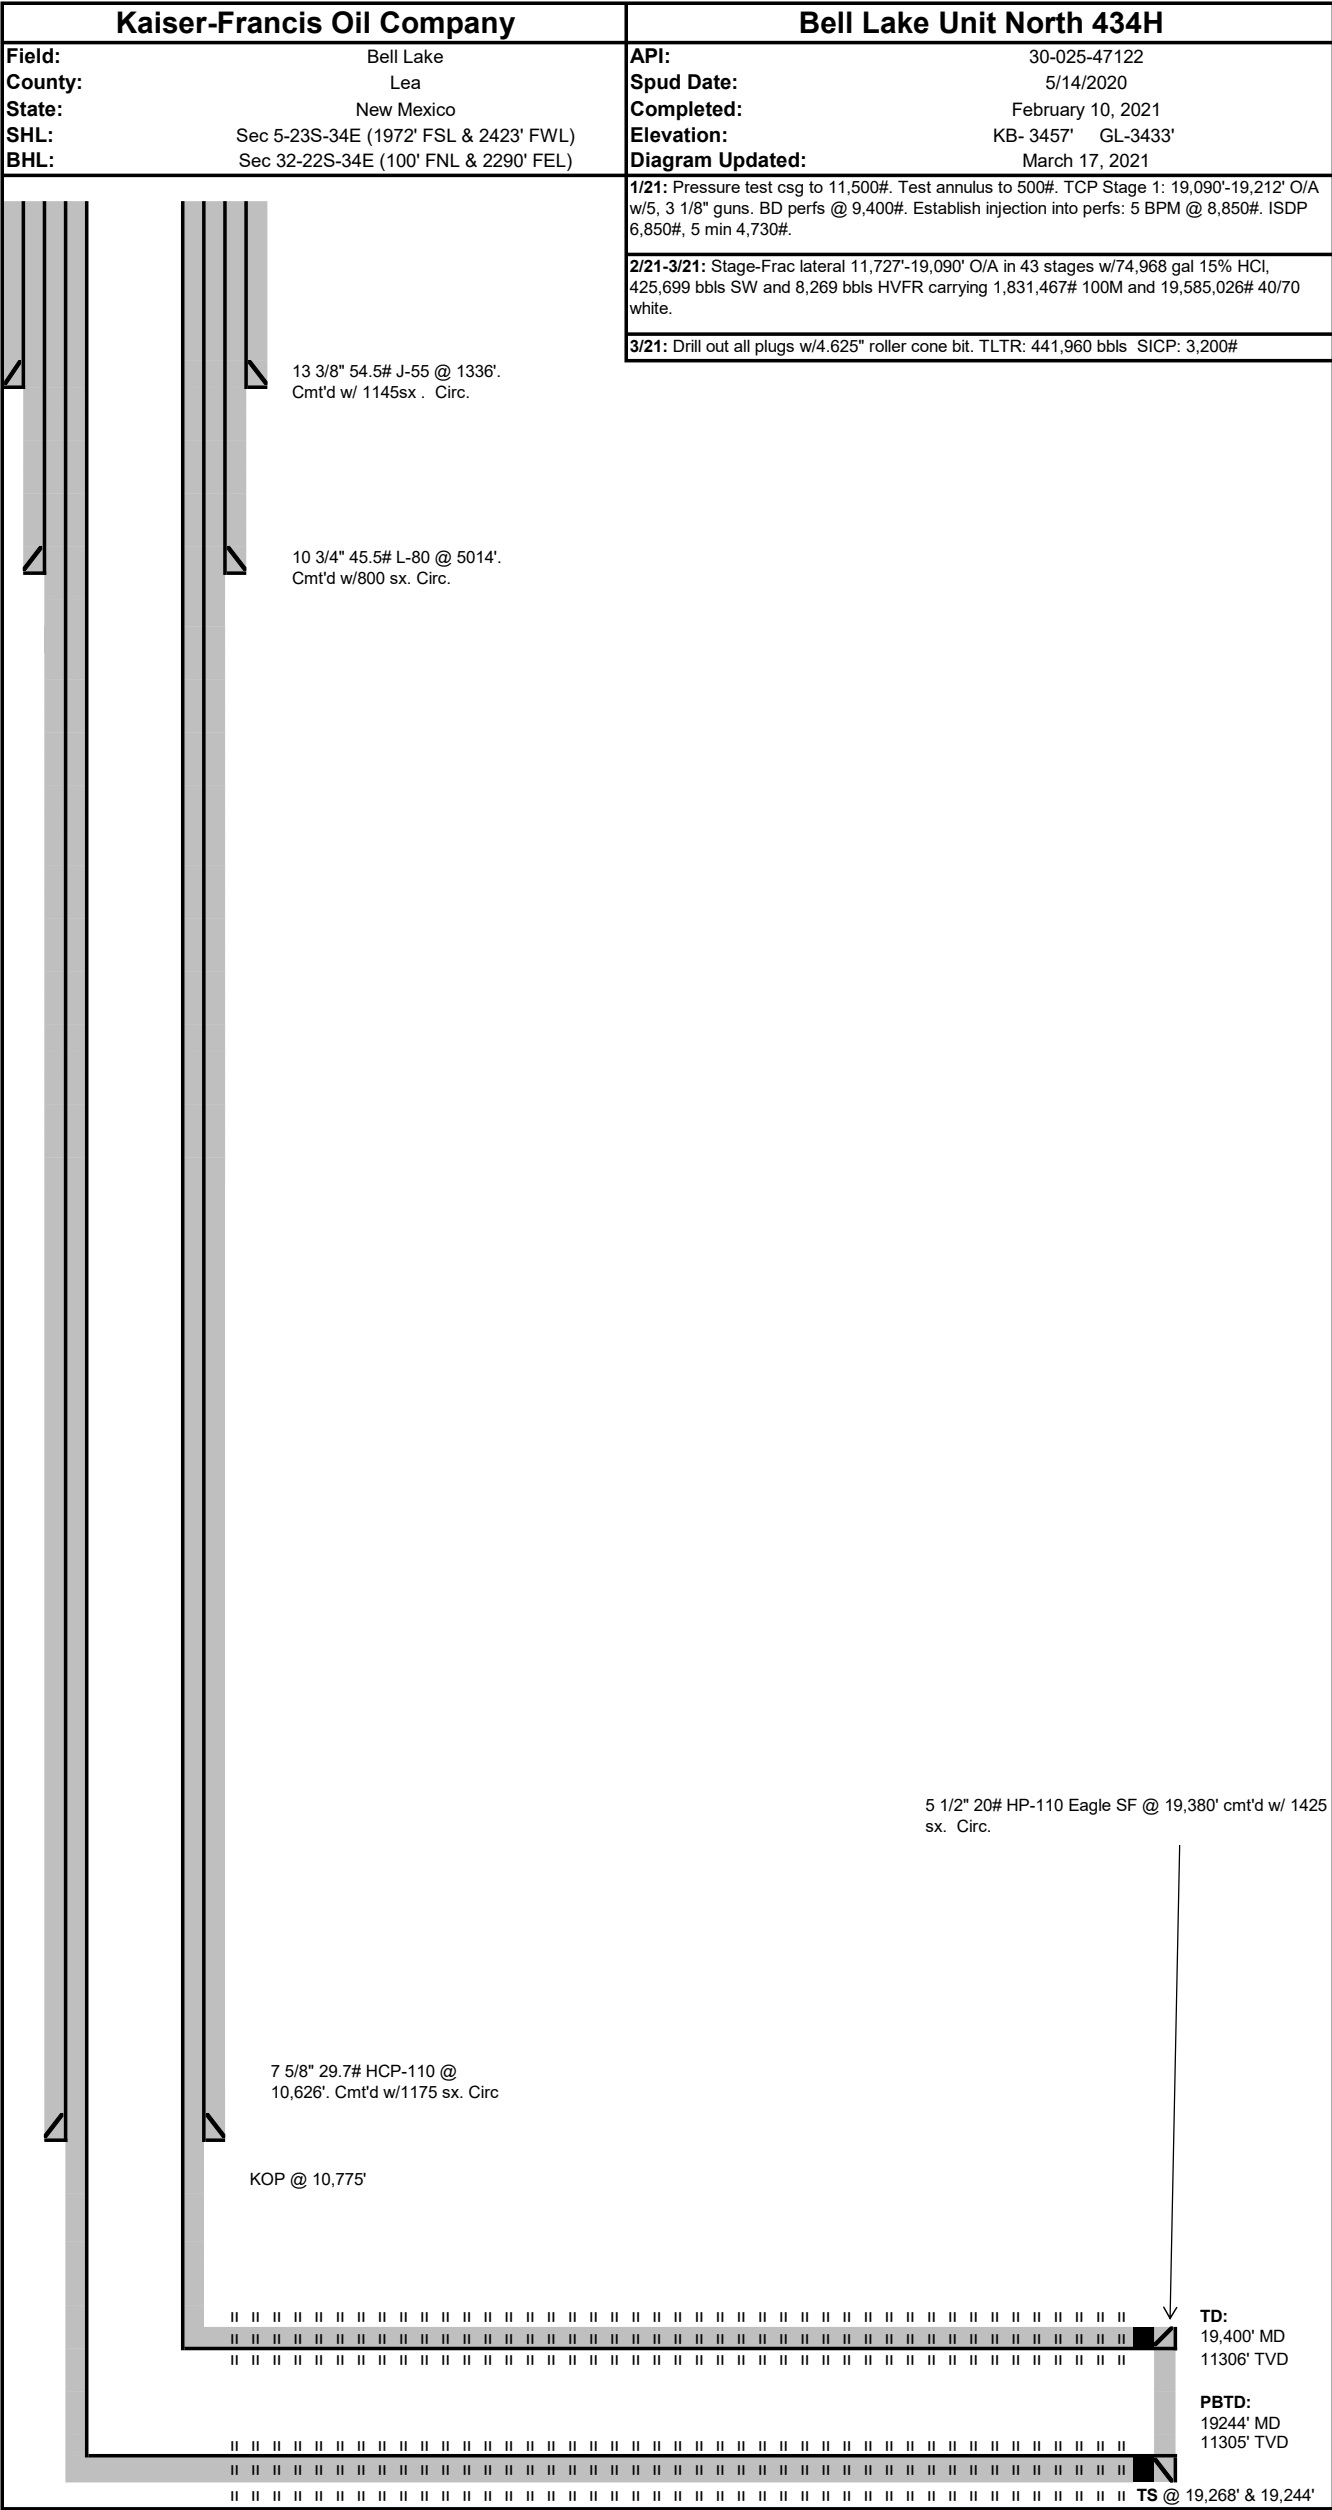 Kaiser-Francis Oil Company
Bell Lake Unit North 434H
Field: Bell Lake
County: Lea
State: New Mexico
SHL: Sec 5-23S-34E (1972' FSL & 2423' FWL)
BHL: Sec 32-22S-34E (100' FNL & 2290' FEL)
API: 30-025-47122
Spud Date: 5/14/2020
Completed: February 10, 2021
Elevation: KB- 3457' GL-3433'
Diagram Updated: March 17, 2021
1/21: Pressure test csg to 11,500#. Test annulus to 500#. TCP Stage 1: 19,090'-19,212' O/A
w/5, 3 1/8" guns. BD perfs @ 9,400#. Establish injection into perfs: 5 BPM @ 8,850#. ISDP
6,850#, 5 min 4,730#.
2/21-3/21: Stage-Frac lateral 11,727'-19,090' O/A in 43 stages w/74,968 gal 15% HCl,
425,699 bbls SW and 8,269 bbls HVFR carrying 1,831,467# 100M and 19,585,026# 40/70
white.
3/21: Drill out all plugs w/4.625" roller cone bit. TLTR: 441,960 bbls SICP: 3,200#
13 3/8" 54.5# J-55 @ 1336'.
Cmt'd w/ 1145sx . Circ.
10 3/4" 45.5# L-80 @ 5014'.
Cmt'd w/800 sx. Circ.
5 1/2" 20# HP-110 Eagle SF @ 19,380' cmt'd w/ 1425
sx. Circ.
7 5/8" 29.7# HCP-110 @
10,626'. Cmt'd w/1175 sx. Circ
KOP @ 10,775'
TD:
19,400' MD
11306' TVD
PBTD:
19244' MD
11305' TVD
TS @ 19,268' & 19,244'